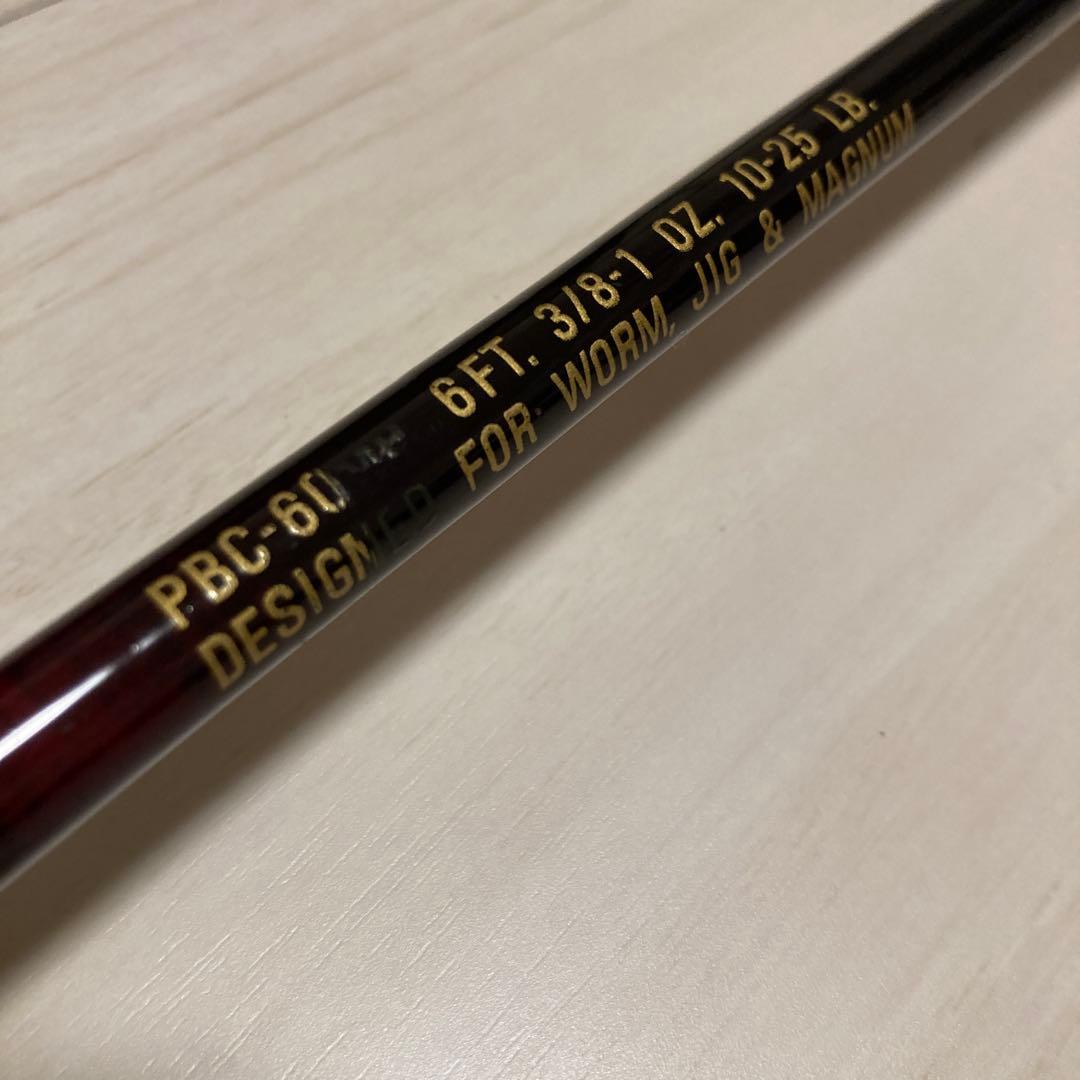 PBC-60 6FT. 3/8-1 OZ. 10-25 LB.
DESIGNED FOR WORM, JIG & MAGNUM